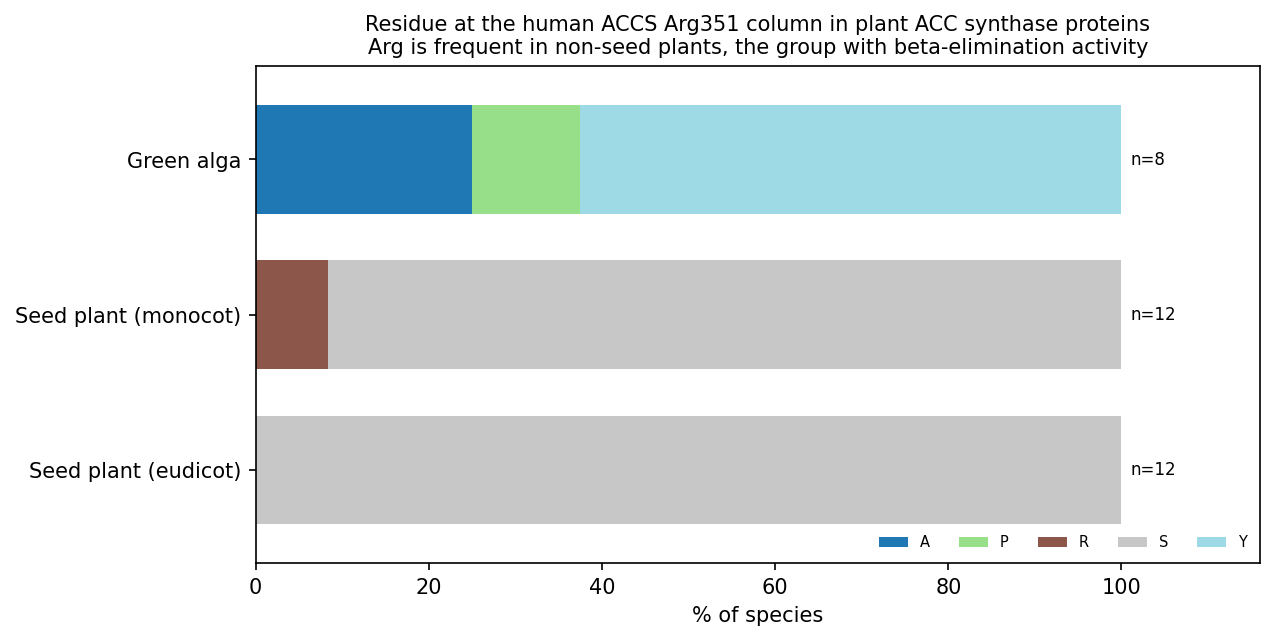 Residue at the human ACCS Arg351 column in plant ACC synthase proteins
Arg is frequent in non-seed plants, the group with beta-elimination activity
Green alga
n=8
Seed plant (monocot)
n=12
Seed plant (eudicot)
n=12
A P R S Y
0 20 40 60 80 100
% of species